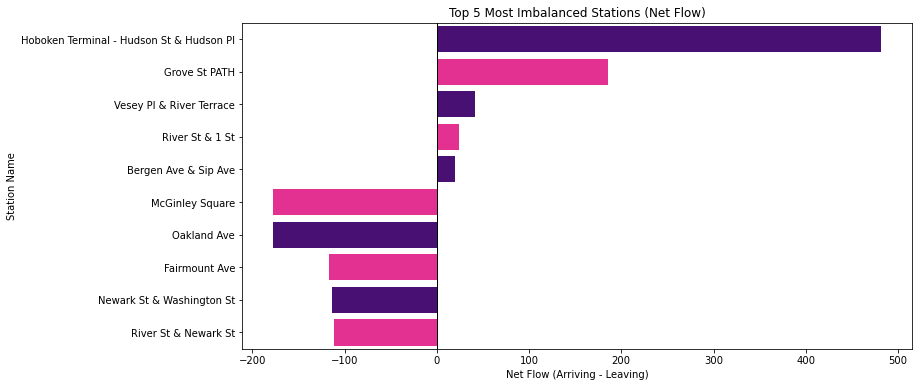 Top 5 Most Imbalanced Stations (Net Flow)
Station Name
Hoboken Terminal - Hudson St & Hudson Pl
Grove St PATH
Vesey Pl & River Terrace
River St & 1 St
Bergen Ave & Sip Ave
McGinley Square
Oakland Ave
Fairmount Ave
Newark St & Washington St
River St & Newark St
−200 −100 0 100 200 300 400 500
Net Flow (Arriving - Leaving)